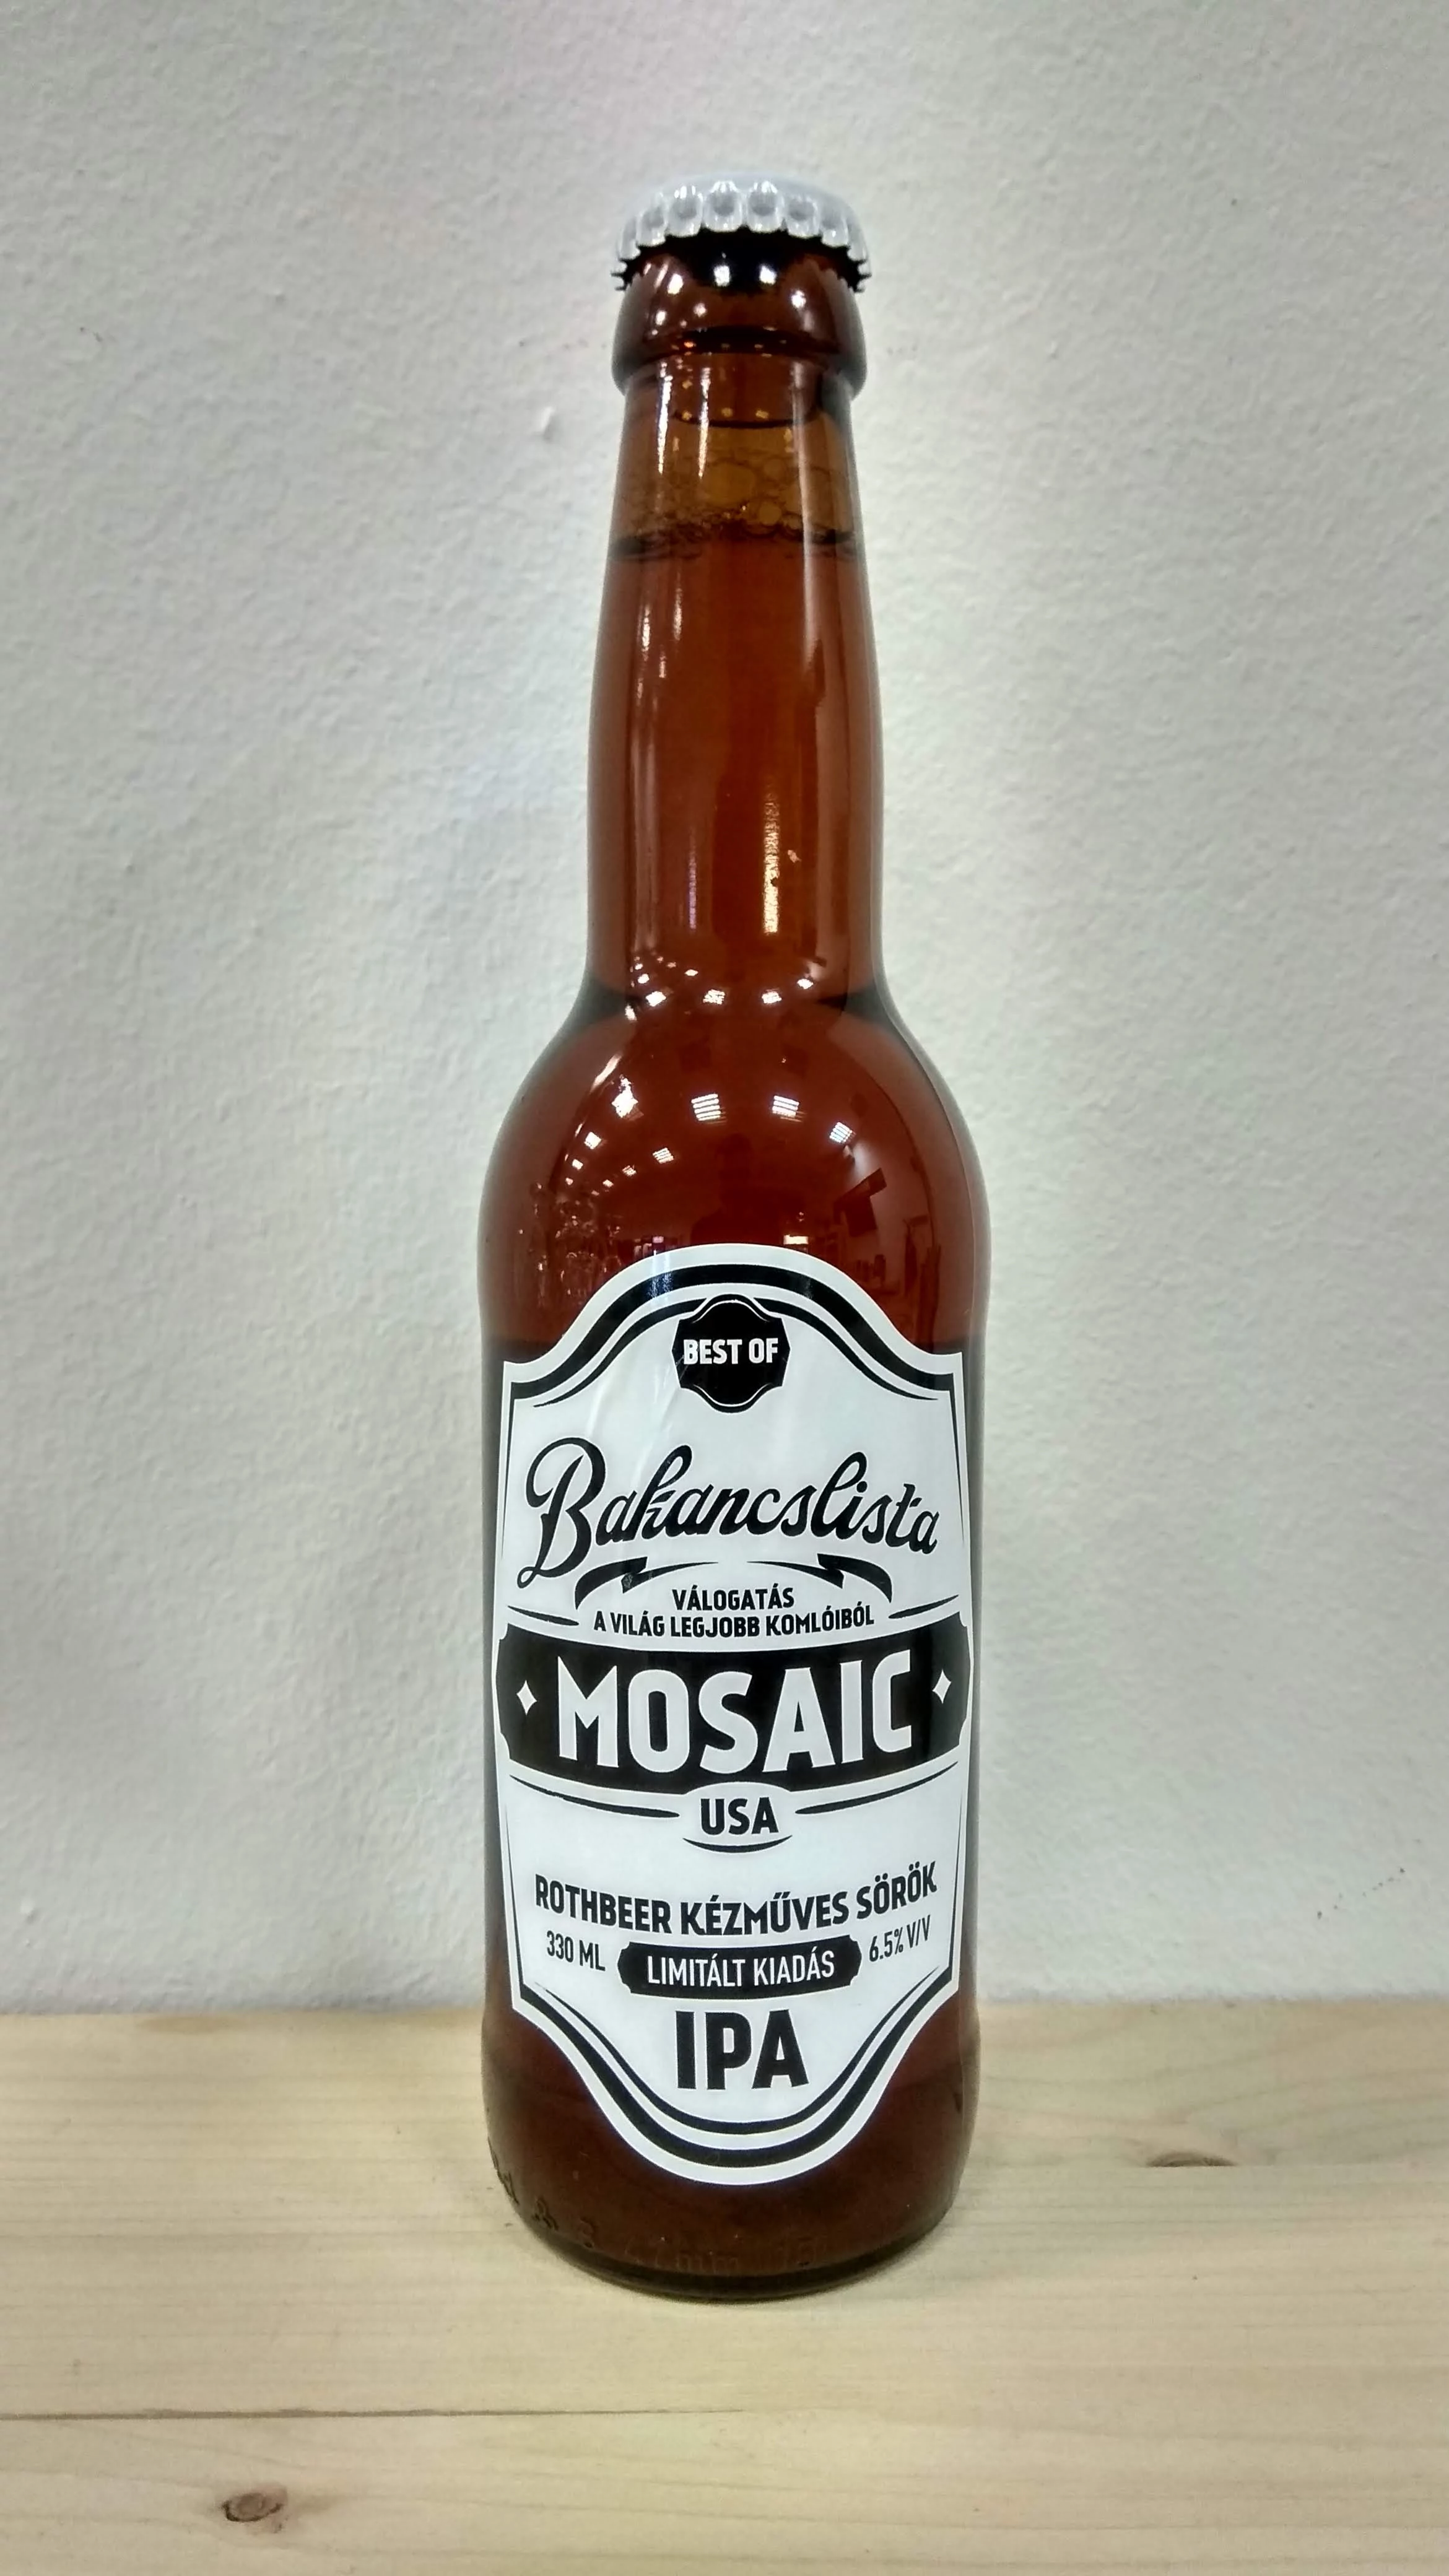 BEST OF
Bakancslista
VÁLOGATÁS
A VILÁG LEGJOBB KOMLÓIBÓL
MOSAIC
USA
ROTHBEER KÉZMŰVES SÖRÖK
330 ML LIMITÁLT KIADÁS 6.5% V/V
IPA